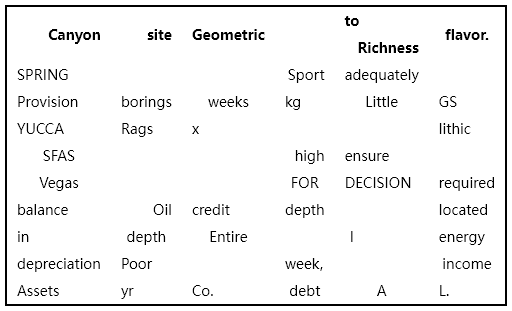 Canyon site Geometric to Richness flavor.
SPRING Sport adequately
Provision borings weeks kg Little GS
YUCCA Rags x lithic
SFAS high ensure
Vegas FOR DECISION required
balance Oil credit depth located
in depth Entire I energy
depreciation Poor week, income
Assets yr Co. debt A L.